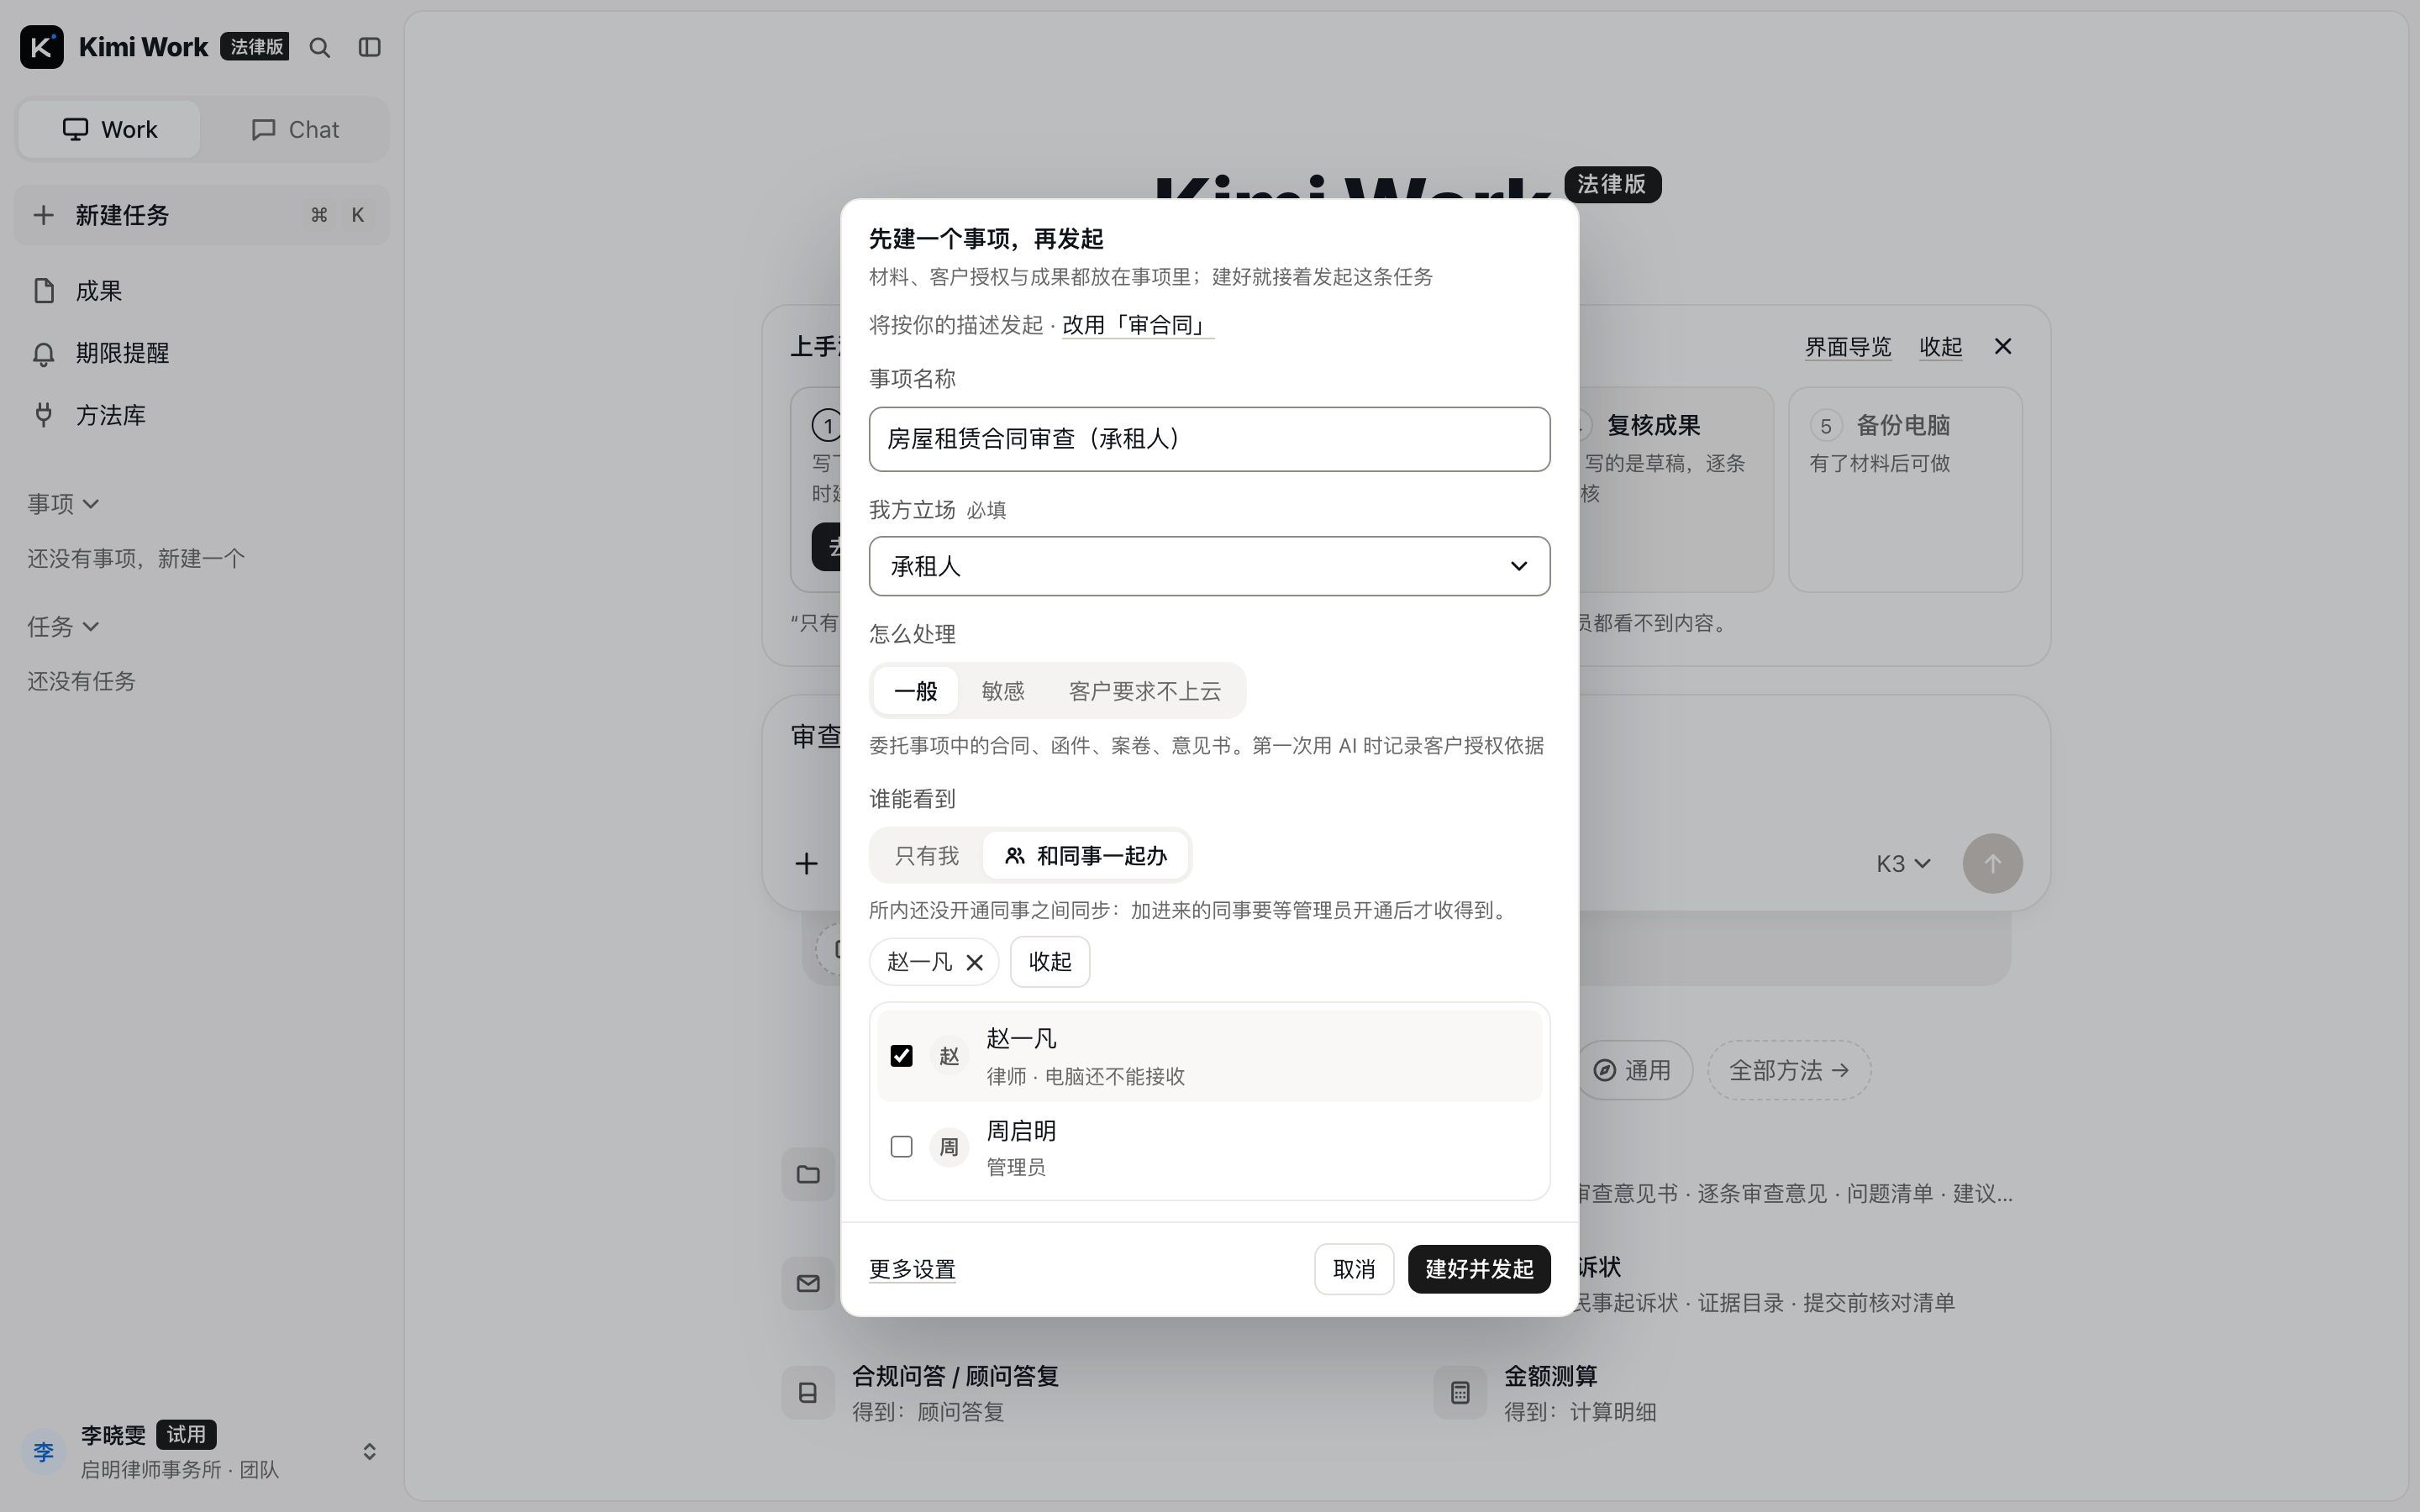 Kimi Work 法律版
Work
Chat
新建任务 ⌘ K
成果
期限提醒
方法库
事项
还没有事项，新建一个
任务
还没有任务
李 李晓雯 试用
启明律师事务所 · 团队
Kimi Work 法律版
上手
界面导览 收起
1
写
时
复核成果
写的是草稿，逐条
核
5 备份电脑
有了材料后可做
“只有
员都看不到内容。
审查
K3
通用
全部方法 →
审查意见书 · 逐条审查意见 · 问题清单 · 建议...
诉状
民事起诉状 · 证据目录 · 提交前核对清单
合规问答 / 顾问答复
得到：顾问答复
金额测算
得到：计算明细
先建一个事项，再发起
材料、客户授权与成果都放在事项里；建好就接着发起这条任务
将按你的描述发起 · 改用「审合同」
事项名称
房屋租赁合同审查（承租人）
我方立场 必填
承租人
怎么处理
一般 敏感 客户要求不上云
委托事项中的合同、函件、案卷、意见书。第一次用 AI 时记录客户授权依据
谁能看到
只有我 和同事一起办
所内还没开通同事之间同步：加进来的同事要等管理员开通后才收得到。
赵一凡 收起
赵 赵一凡
律师 · 电脑还不能接收
周 周启明
管理员
更多设置 取消 建好并发起